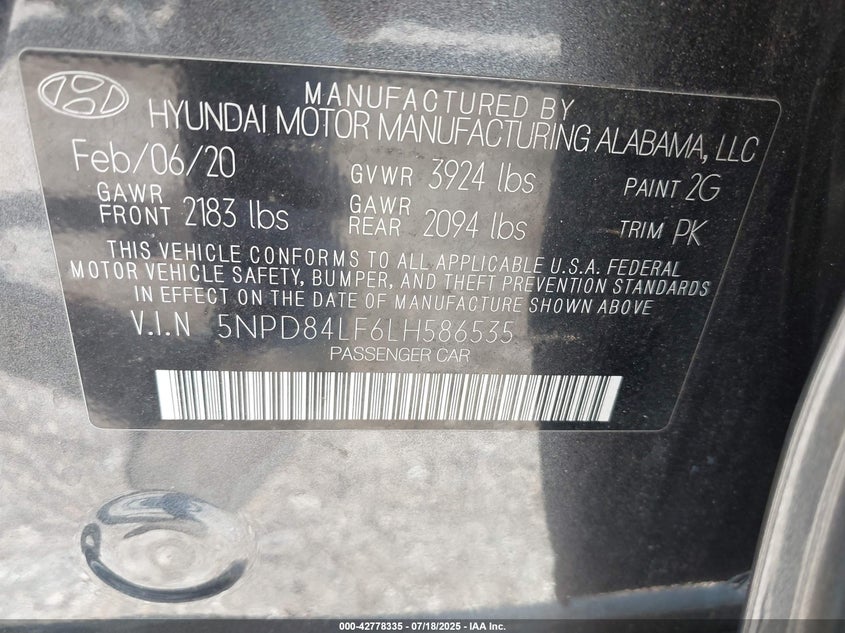 MANUFACTURED BY
HYUNDAI MOTOR MANUFACTURING ALABAMA, LLC
Feb/06/20 GVWR 3924 lbs PAINT 2G
GAWR FRONT 2183 lbs GAWR REAR 2094 lbs TRIM PK
THIS VEHICLE CONFORMS TO ALL APPLICABLE U.S.A. FEDERAL
MOTOR VEHICLE SAFETY, BUMPER, AND THEFT PREVENTION STANDARDS
IN EFFECT ON THE DATE OF MANUFACTURE SHOWN ABOVE
V.I.N 5NPD84LF6LH586535
PASSENGER CAR
000-42778335 - 07/18/2025 - IAA Inc.